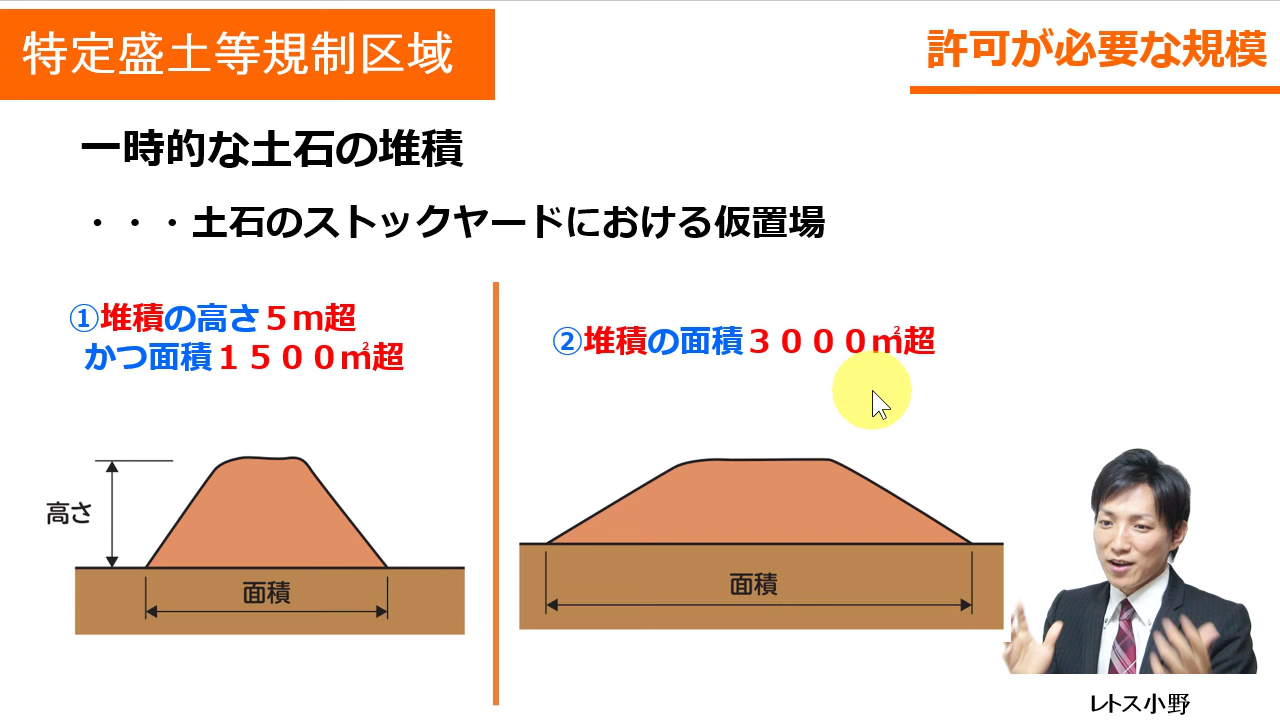 特定盛土等規制区域
許可が必要な規模
一時的な土石の堆積
・・・土石のストックヤードにおける仮置場
①堆積の高さ５ｍ超
かつ面積１５００㎡超
②堆積の面積３０００㎡超
高さ
面積
面積
レトス小野